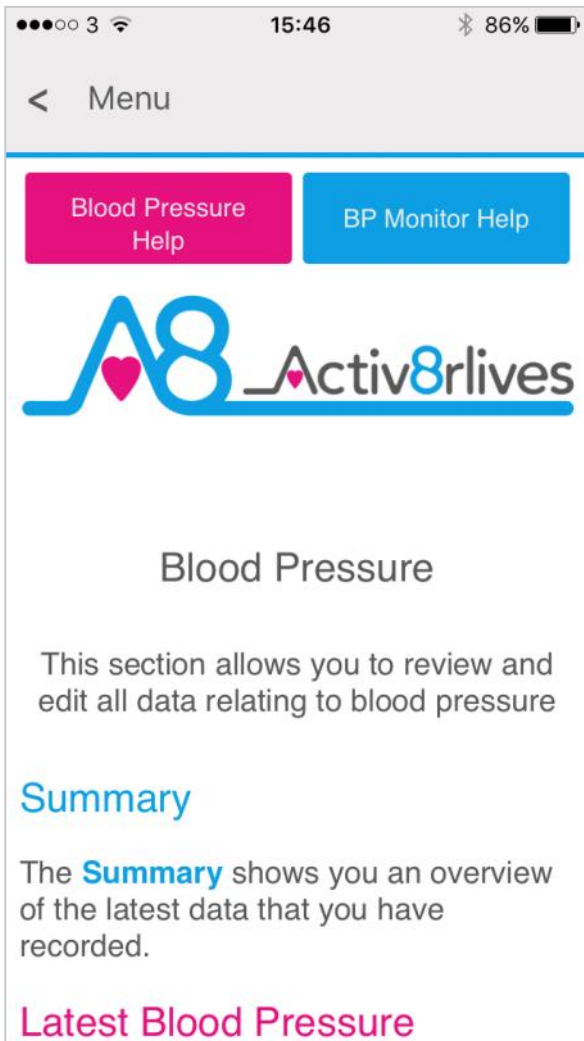 3 15:46 86%
< Menu
Blood Pressure
Help
BP Monitor Help
A8 Activ8rlives
Blood Pressure
This section allows you to review and
edit all data relating to blood pressure
Summary
The Summary shows you an overview
of the latest data that you have
recorded.
Latest Blood Pressure